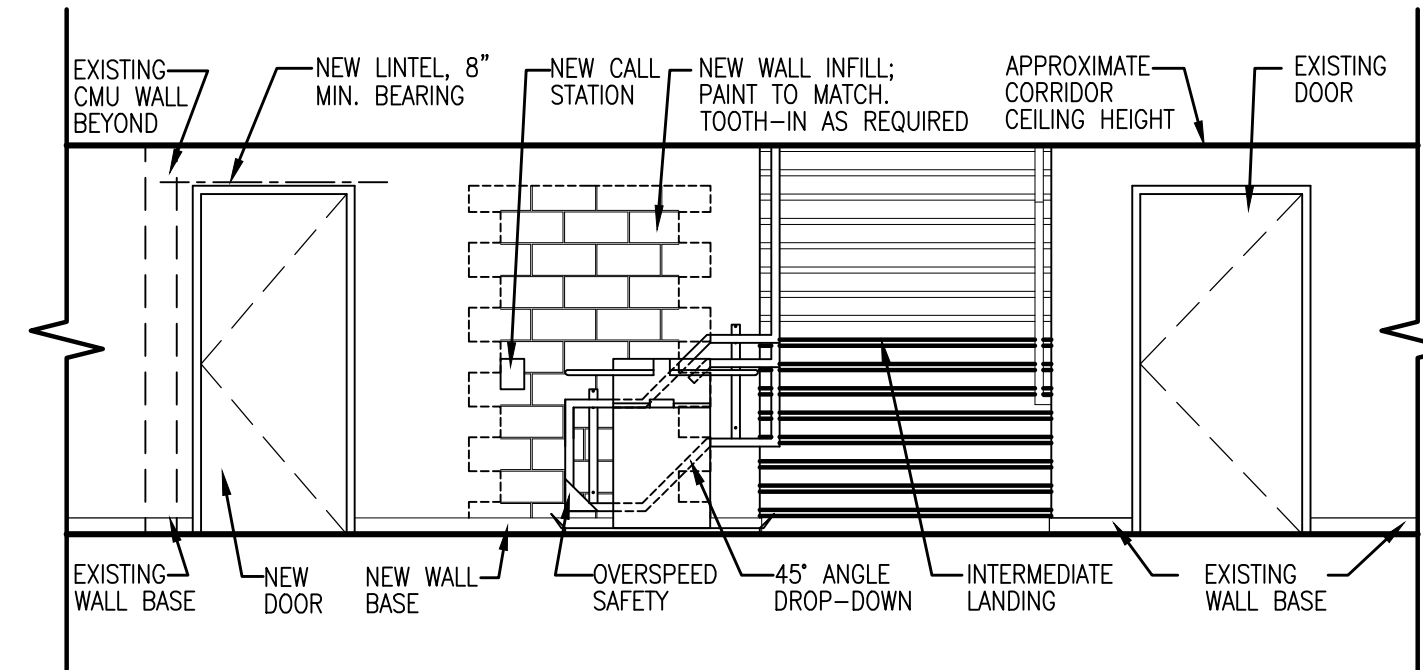 EXISTING
CMU WALL
BEYOND
NEW LINTEL, 8”
MIN. BEARING
NEW CALL
STATION
NEW WALL INFILL;
PAINT TO MATCH.
TOOTH-IN AS REQUIRED
APPROXIMATE
CORRIDOR
CEILING HEIGHT
EXISTING
DOOR
EXISTING
WALL BASE
NEW
DOOR
NEW WALL
BASE
OVERSPEED
SAFETY
45° ANGLE
DROP-DOWN
INTERMEDIATE
LANDING
EXISTING
WALL BASE